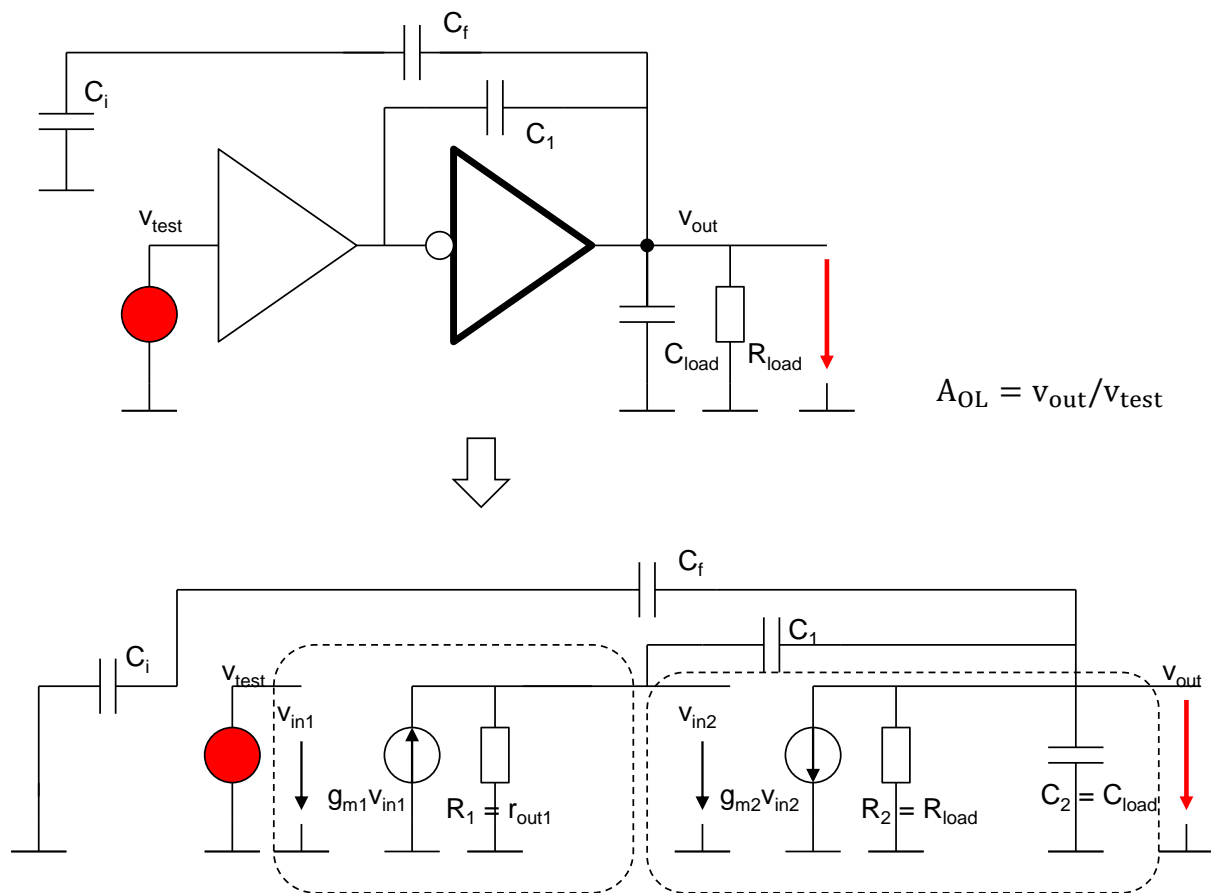 C_f
C_i
C_1
v_test
v_out
C_load
R_load
A_OL = v_out/v_test
C_f
C_1
C_i
v_test
v_out
v_in1
v_in2
g_m1v_in1
R_1 = r_out1
g_m2v_in2
R_2 = R_load
C_2 = C_load